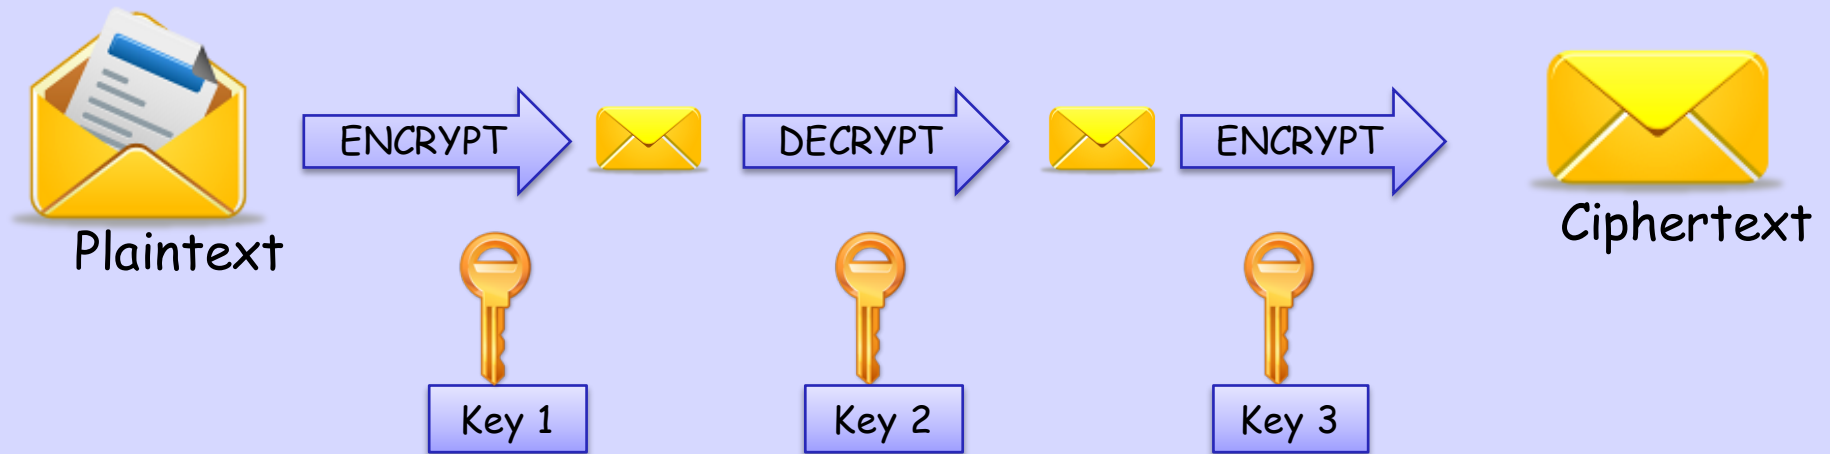 ENCRYPT
DECRYPT
ENCRYPT
Plaintext
Ciphertext
Key 1
Key 2
Key 3